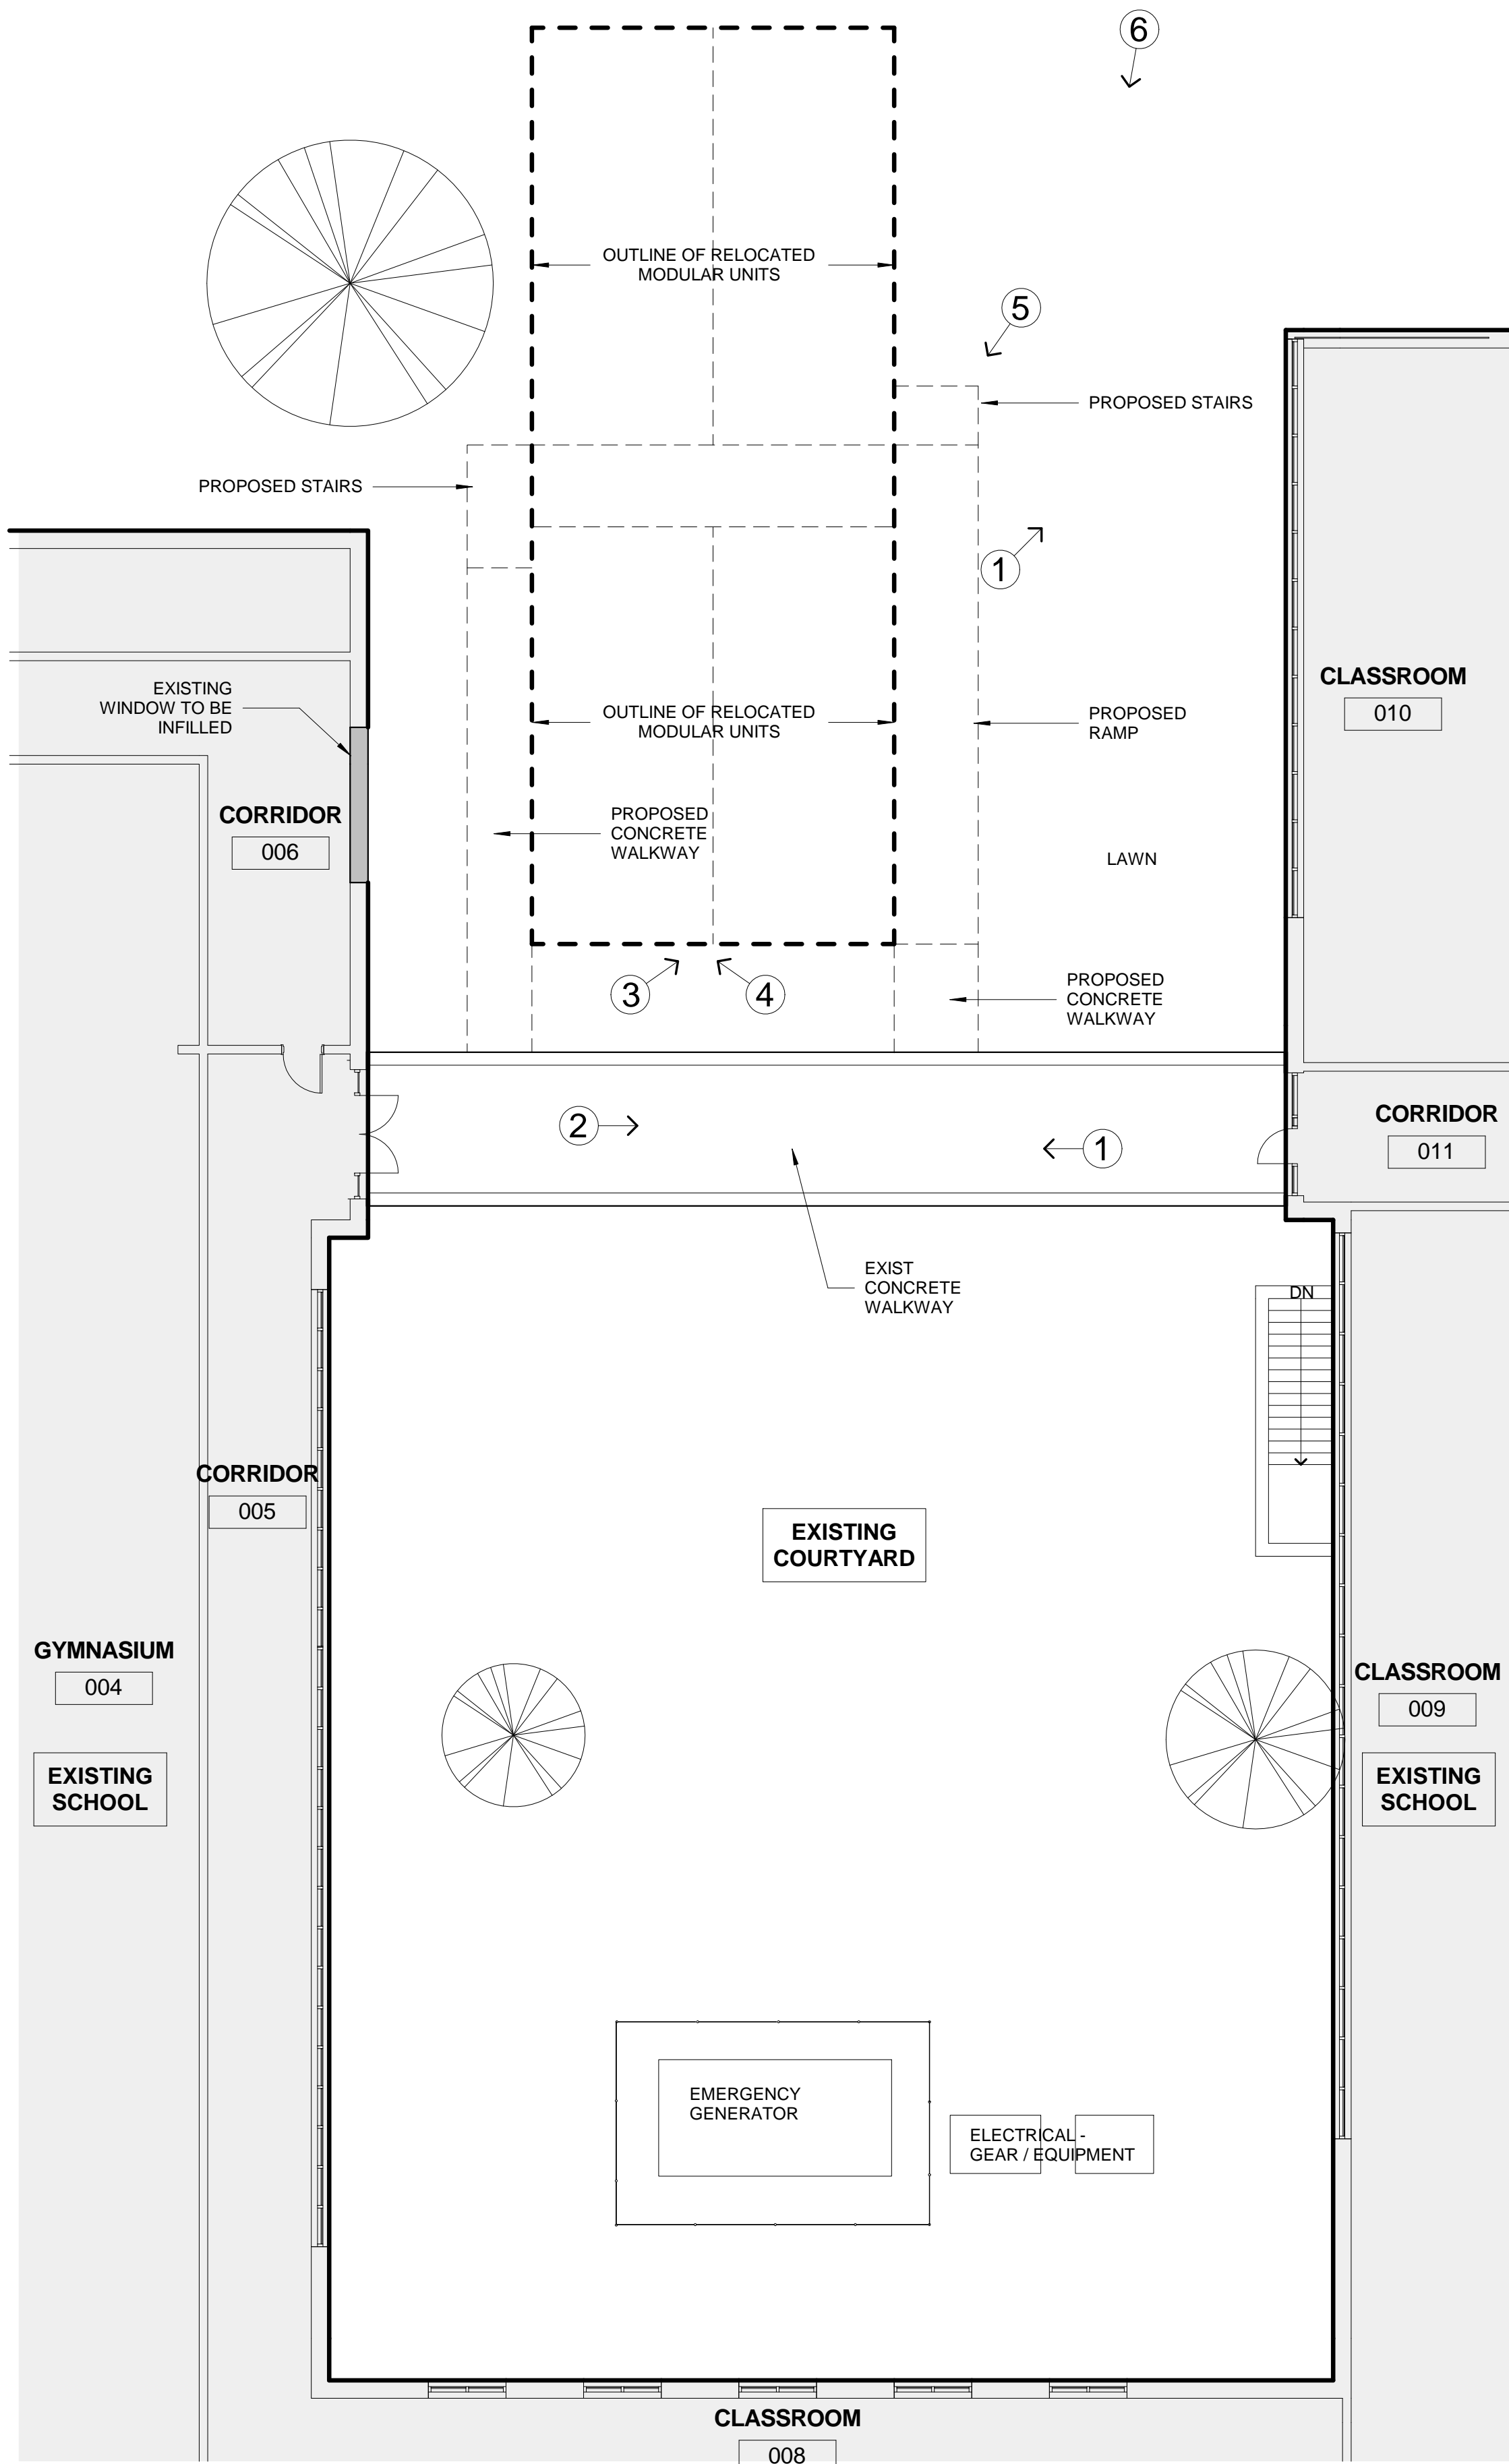 6
OUTLINE OF RELOCATED
MODULAR UNITS
5
PROPOSED STAIRS
PROPOSED STAIRS
1
EXISTING
WINDOW TO BE
INFILLED
CLASSROOM
010
OUTLINE OF RELOCATED
MODULAR UNITS
PROPOSED
RAMP
CORRIDOR
006
PROPOSED
CONCRETE
WALKWAY
LAWN
3
4
PROPOSED
CONCRETE
WALKWAY
2
1
CORRIDOR
011
EXIST
CONCRETE
WALKWAY
DN
CORRIDOR
005
EXISTING
COURTYARD
GYMNASIUM
004
CLASSROOM
009
EXISTING
SCHOOL
EXISTING
SCHOOL
EMERGENCY
GENERATOR
ELECTRICAL -
GEAR / EQUIPMENT
CLASSROOM
008